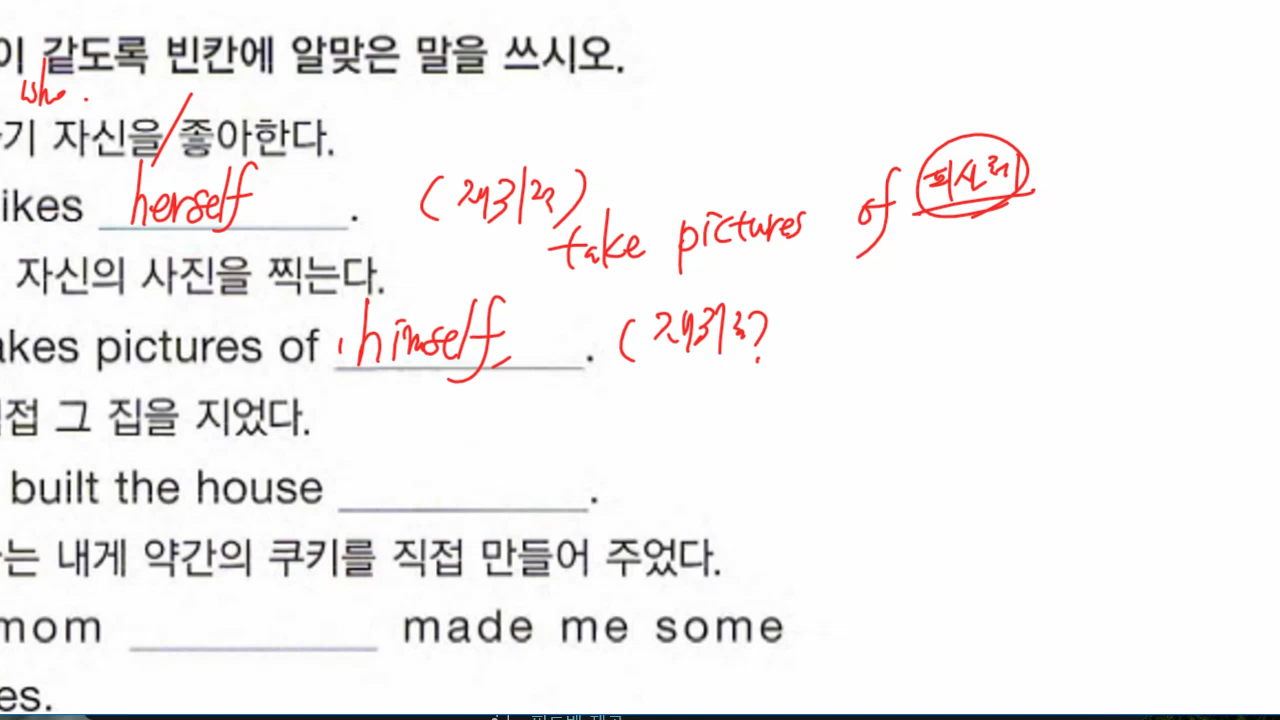 이 같도록 빈칸에 알맞은 말을 쓰시오.
who
기 자신을 좋아한다.
ikes herself . (재귀/
take pictures of 피사체
자신의 사진을 찍는다.
akes pictures of himself . (재귀
접 그 집을 지었다.
built the house .
는 내게 약간의 쿠키를 직접 만들어 주었다.
mom made me some
es.